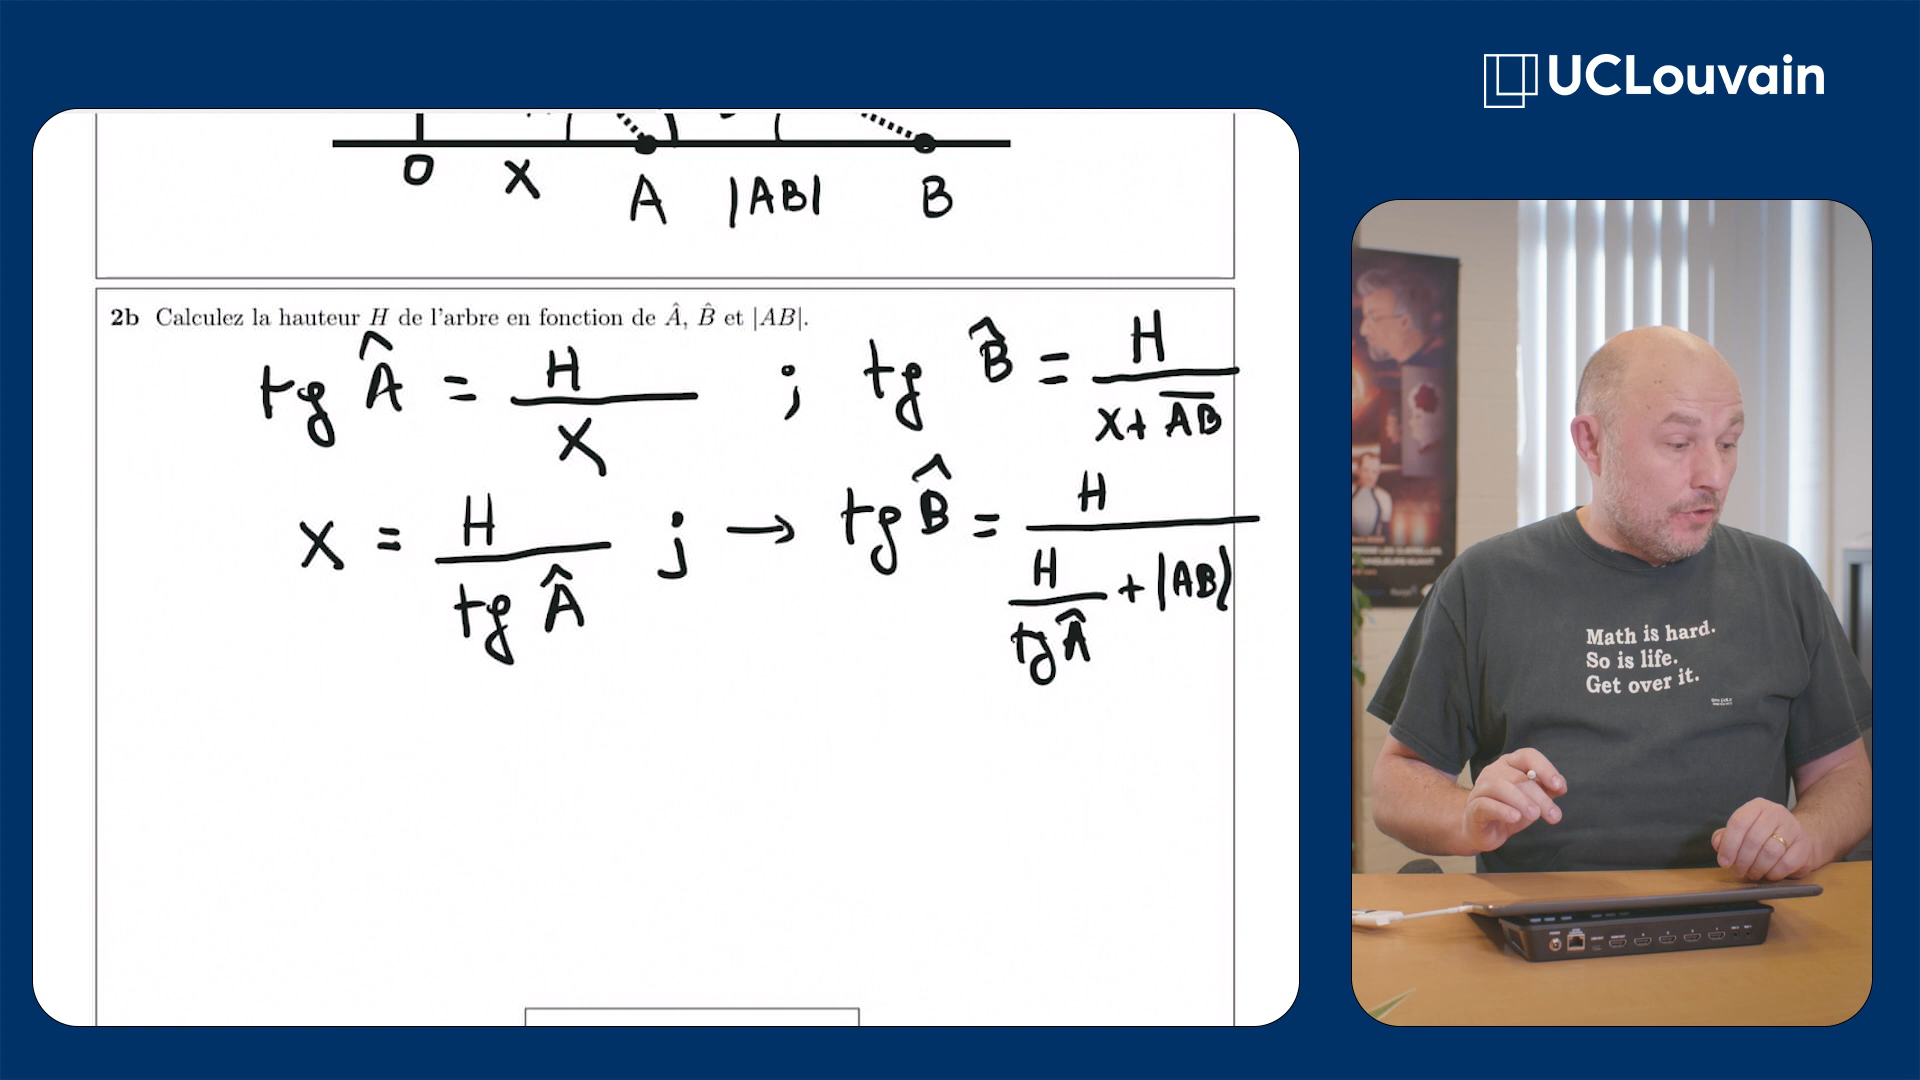 UCLouvain
O X A |AB| B
2b Calculez la hauteur H de l'arbre en fonction de Â, B̂ et |AB|.
tg Â = H / X ; tg B̂ = H / (X + A̅B̅)
X = H / tg Â ; → tg B̂ = H / (H / tg Â + |AB|)
Math is hard.
So is life.
Get over it.